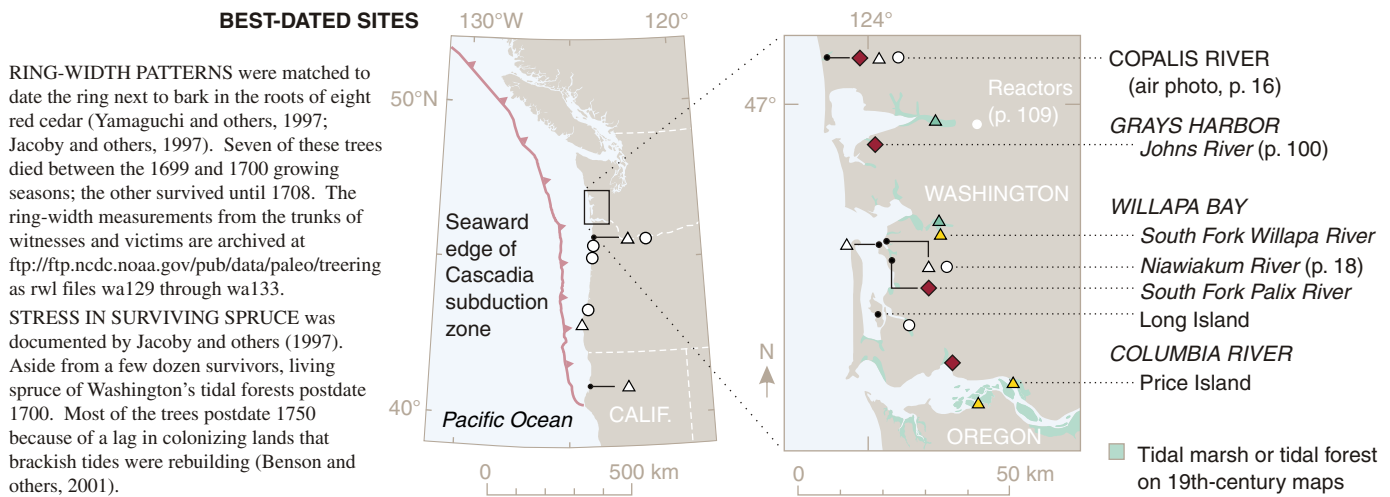 BEST-DATED SITES
RING-WIDTH PATTERNS were matched to
date the ring next to bark in the roots of eight
red cedar (Yamaguchi and others, 1997;
Jacoby and others, 1997). Seven of these trees
died between the 1699 and 1700 growing
seasons; the other survived until 1708. The
ring-width measurements from the trunks of
witnesses and victims are archived at
ftp://ftp.ncdc.noaa.gov/pub/data/paleo/treering
as rwl files wa129 through wa133.
STRESS IN SURVIVING SPRUCE was
documented by Jacoby and others (1997).
Aside from a few dozen survivors, living
spruce of Washington's tidal forests postdate
1700. Most of the trees postdate 1750
because of a lag in colonizing lands that
brackish tides were rebuilding (Benson and
others, 2001).
130°W
120°
50°N
40°
Seaward
edge of
Cascadia
subduction
zone
Pacific Ocean
CALIF.
0
500 km
124°
47°
Reactors
(p. 109)
WASHINGTON
OREGON
N
0
50 km
COPALIS RIVER
(air photo, p. 16)
GRAYS HARBOR
Johns River (p. 100)
WILLAPA BAY
South Fork Willapa River
Niawiakum River (p. 18)
South Fork Palix River
Long Island
COLUMBIA RIVER
Price Island
Tidal marsh or tidal forest
on 19th-century maps